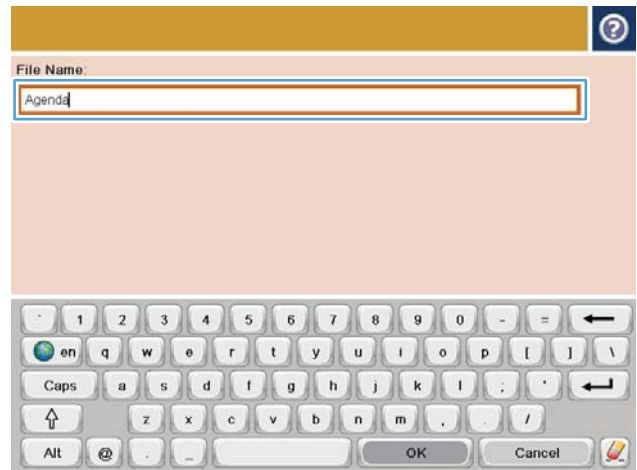 ?
File Name:
Agenda
` 1 2 3 4 5 6 7 8 9 0 - =
en q w e r t y u i o p [ ] \
Caps a s d f g h j k l ; '
z x c v b n m , . /
Alt @ . _ OK Cancel